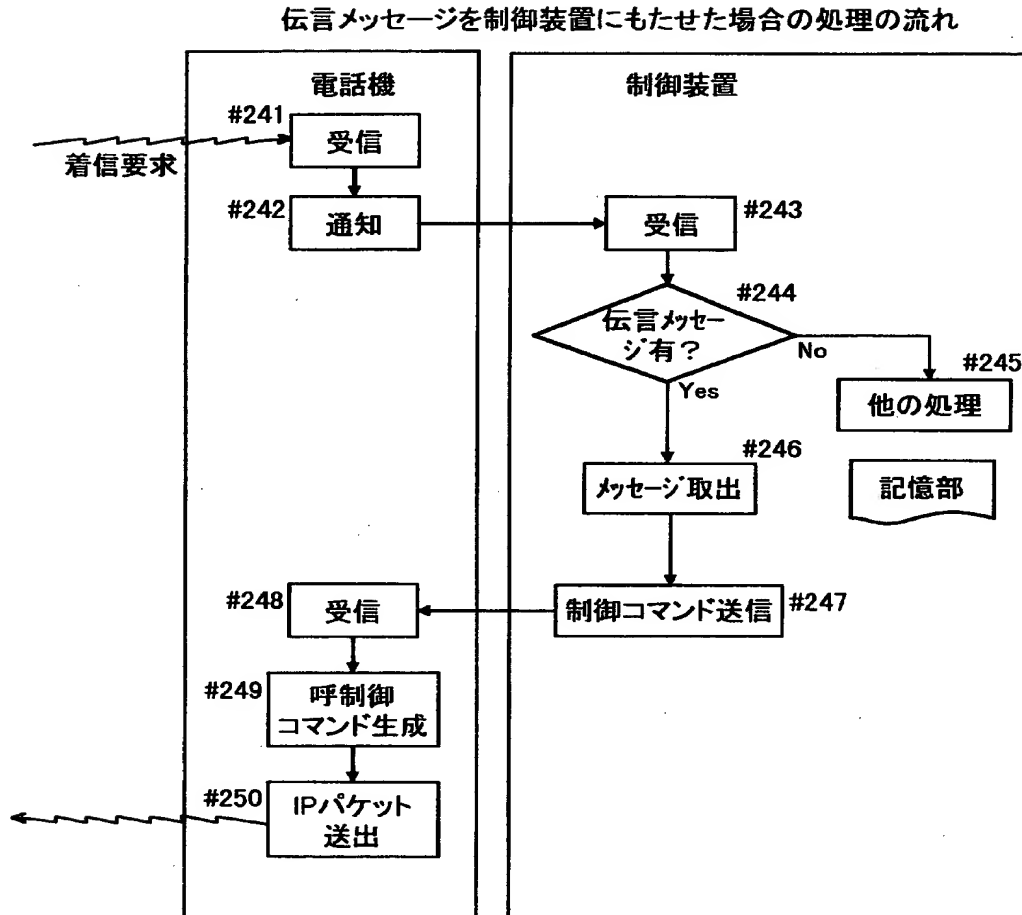 伝言メッセージを制御装置にもたせた場合の処理の流れ
電話機
制御装置
#241
受信
着信要求
#242
通知
#243
受信
#244
伝言メッセー
ジ有?
No
Yes
#245
他の処理
#246
メッセージ取出
記憶部
#247
制御コマンド送信
#248
受信
#249
呼制御
コマンド生成
#250
IPパケット
送出